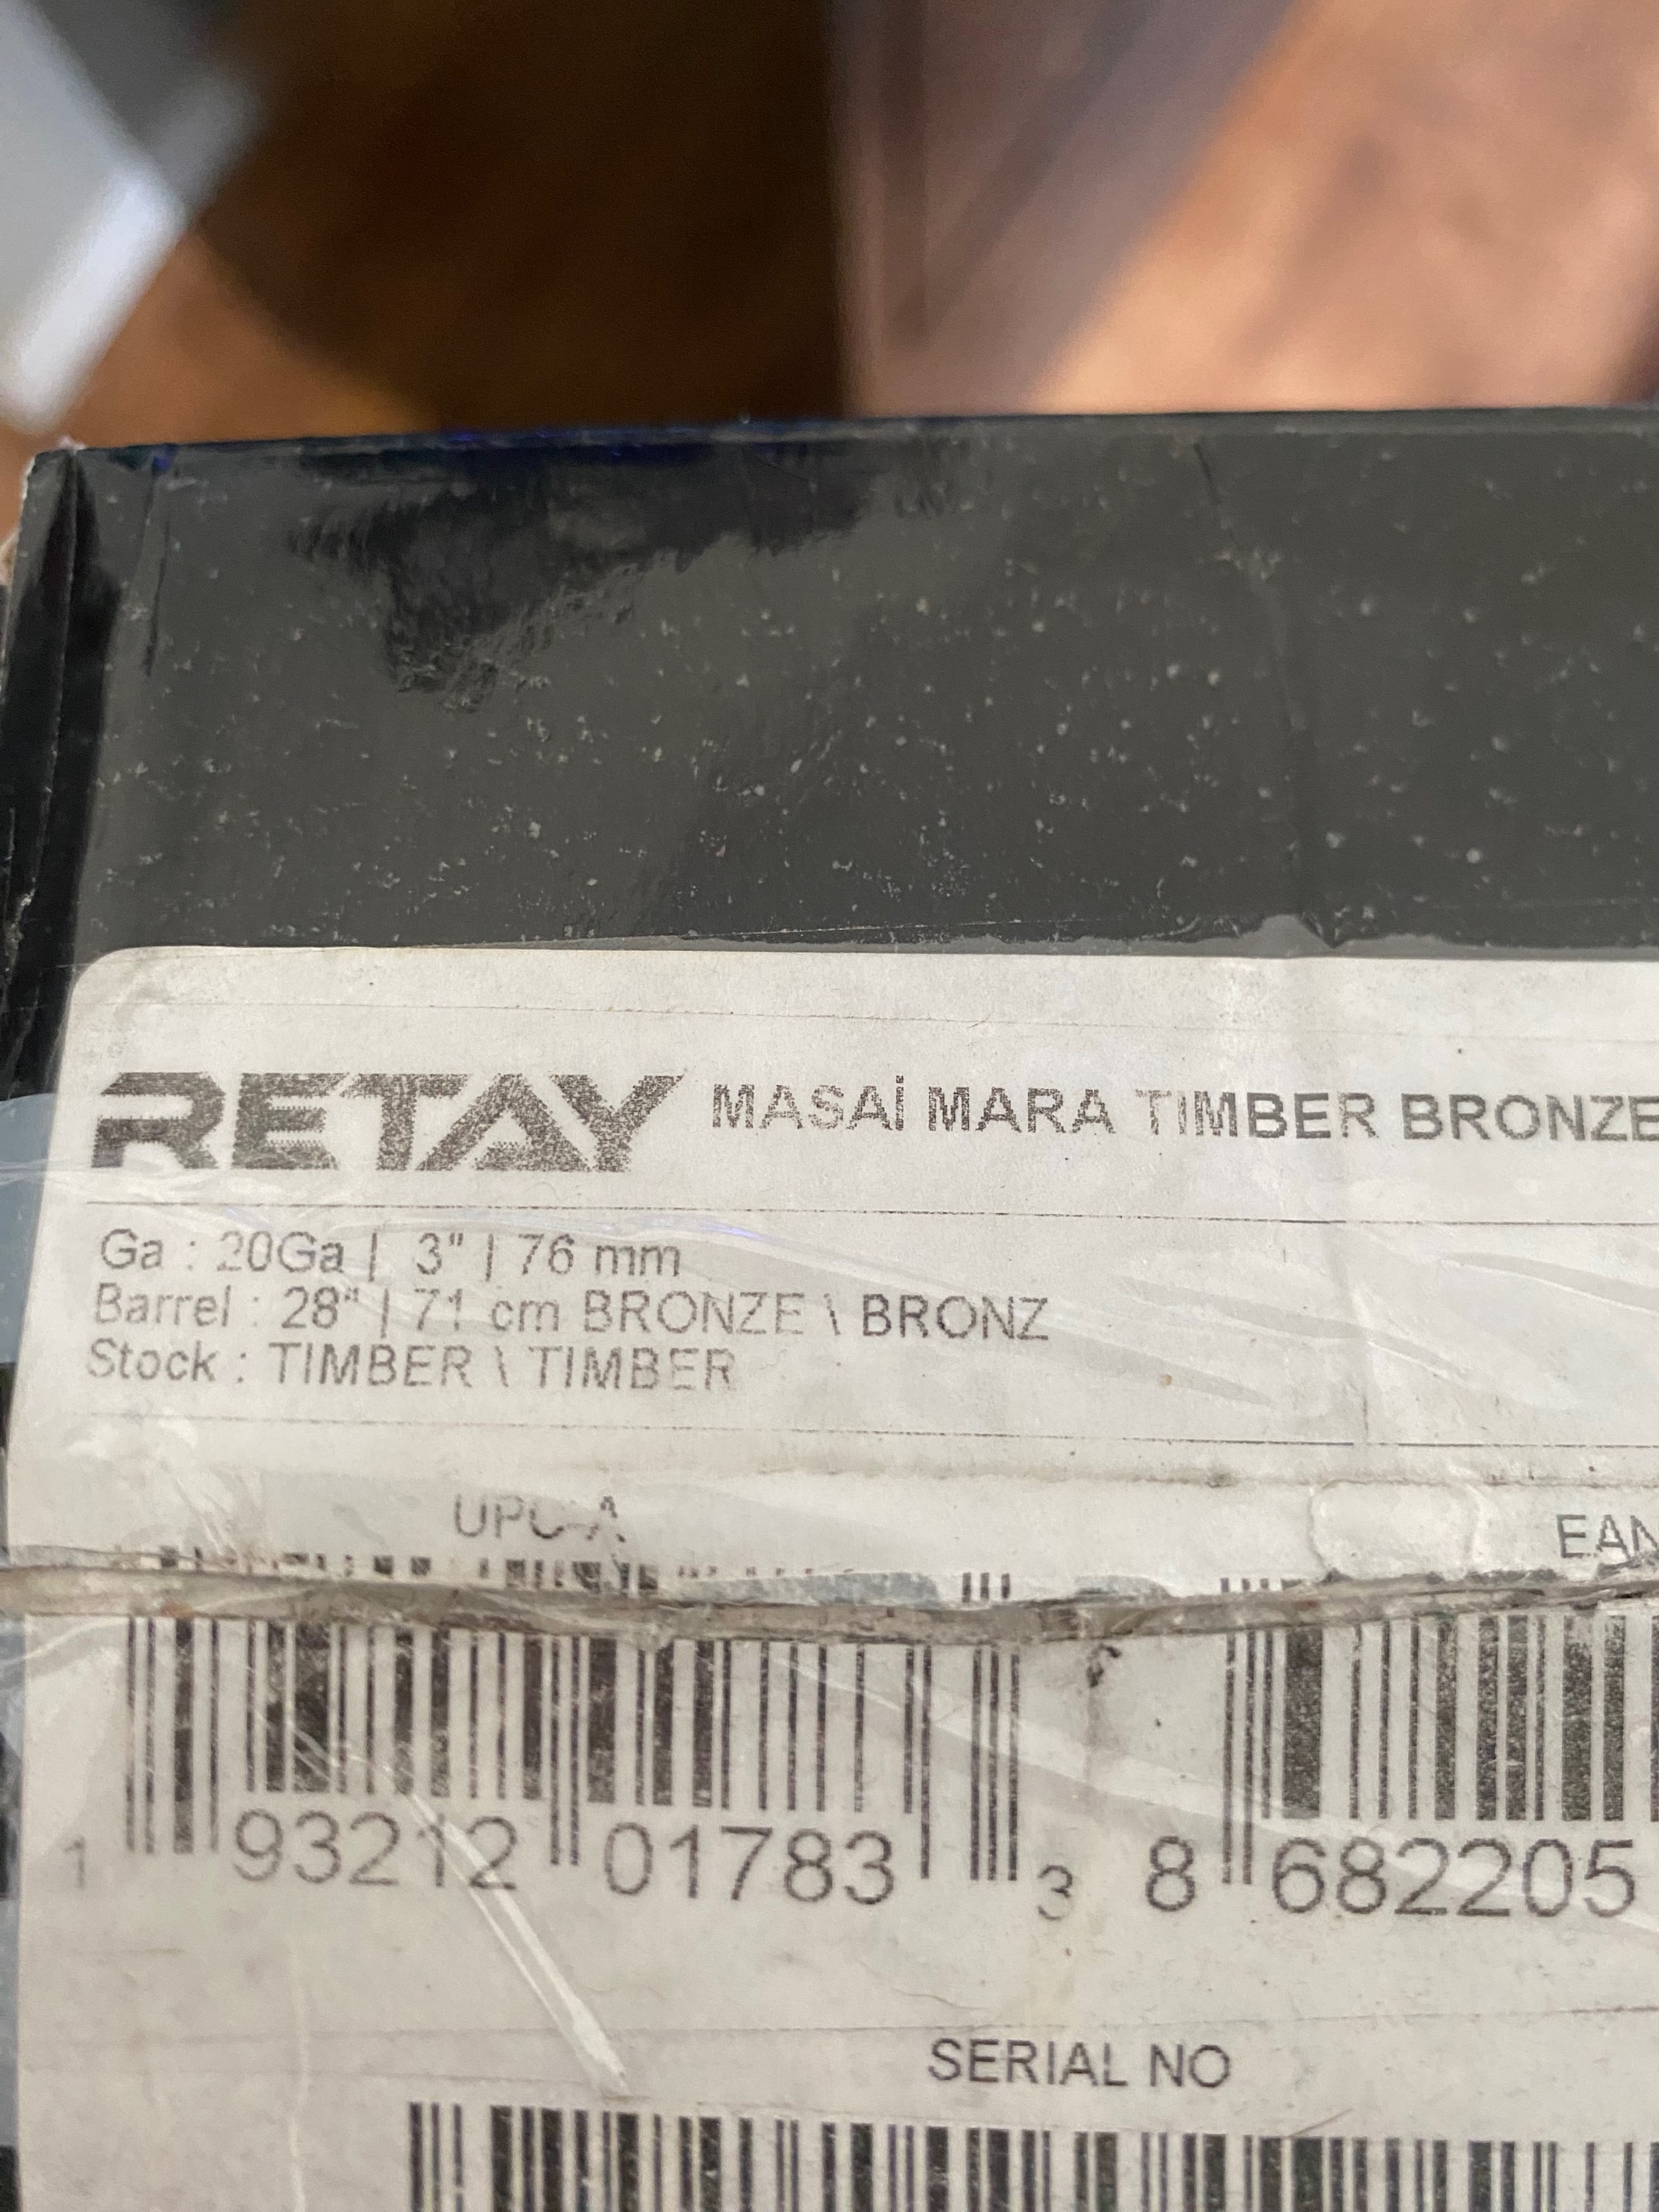 RETAY MASAİ MARA TIMBER BRONZE
Ga : 20Ga | 3" | 76 mm
Barrel : 28" | 71 cm BRONZE \ BRONZ
Stock : TIMBER \ TIMBER
UPC-A EAN
1 93212 01783 3 8 682205
SERIAL NO